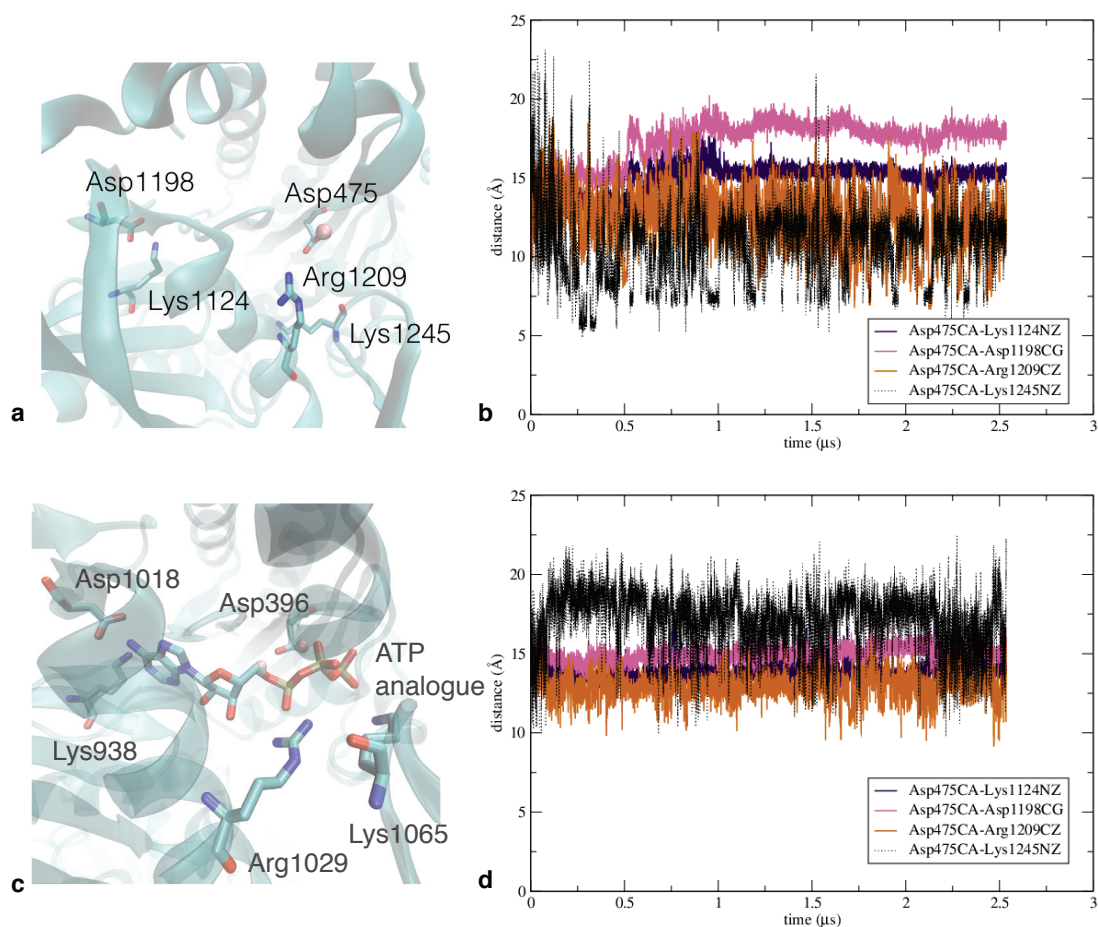 a
Asp1198
Asp475
Lys1124
Arg1209
Lys1245
b
25
20
15
10
5
0
distance (Å)
Asp475CA-Lys1124NZ
Asp475CA-Asp1198CG
Asp475CA-Arg1209CZ
Asp475CA-Lys1245NZ
0 0.5 1 1.5 2 2.5 3
time (μs)
c
Asp1018
Asp396
ATP
analogue
Lys938
Lys1065
Arg1029
d
25
20
15
10
5
0
distance (Å)
Asp475CA-Lys1124NZ
Asp475CA-Asp1198CG
Asp475CA-Arg1209CZ
Asp475CA-Lys1245NZ
0 0.5 1 1.5 2 2.5 3
time (μs)